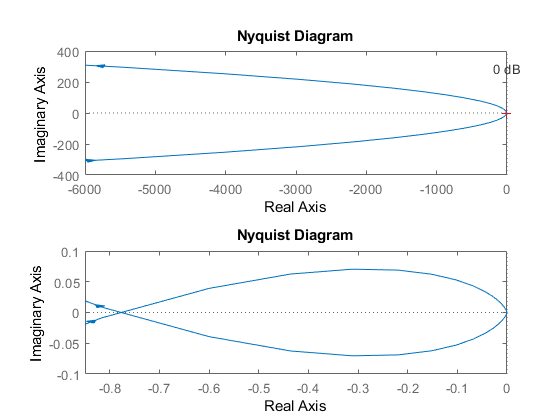 Nyquist Diagram
400
0 dB
200
0
-200
-400
Imaginary Axis
-6000 -5000 -4000 -3000 -2000 -1000 0
Real Axis
Nyquist Diagram
0.1
0.05
0
-0.05
-0.1
Imaginary Axis
-0.8 -0.7 -0.6 -0.5 -0.4 -0.3 -0.2 -0.1 0
Real Axis